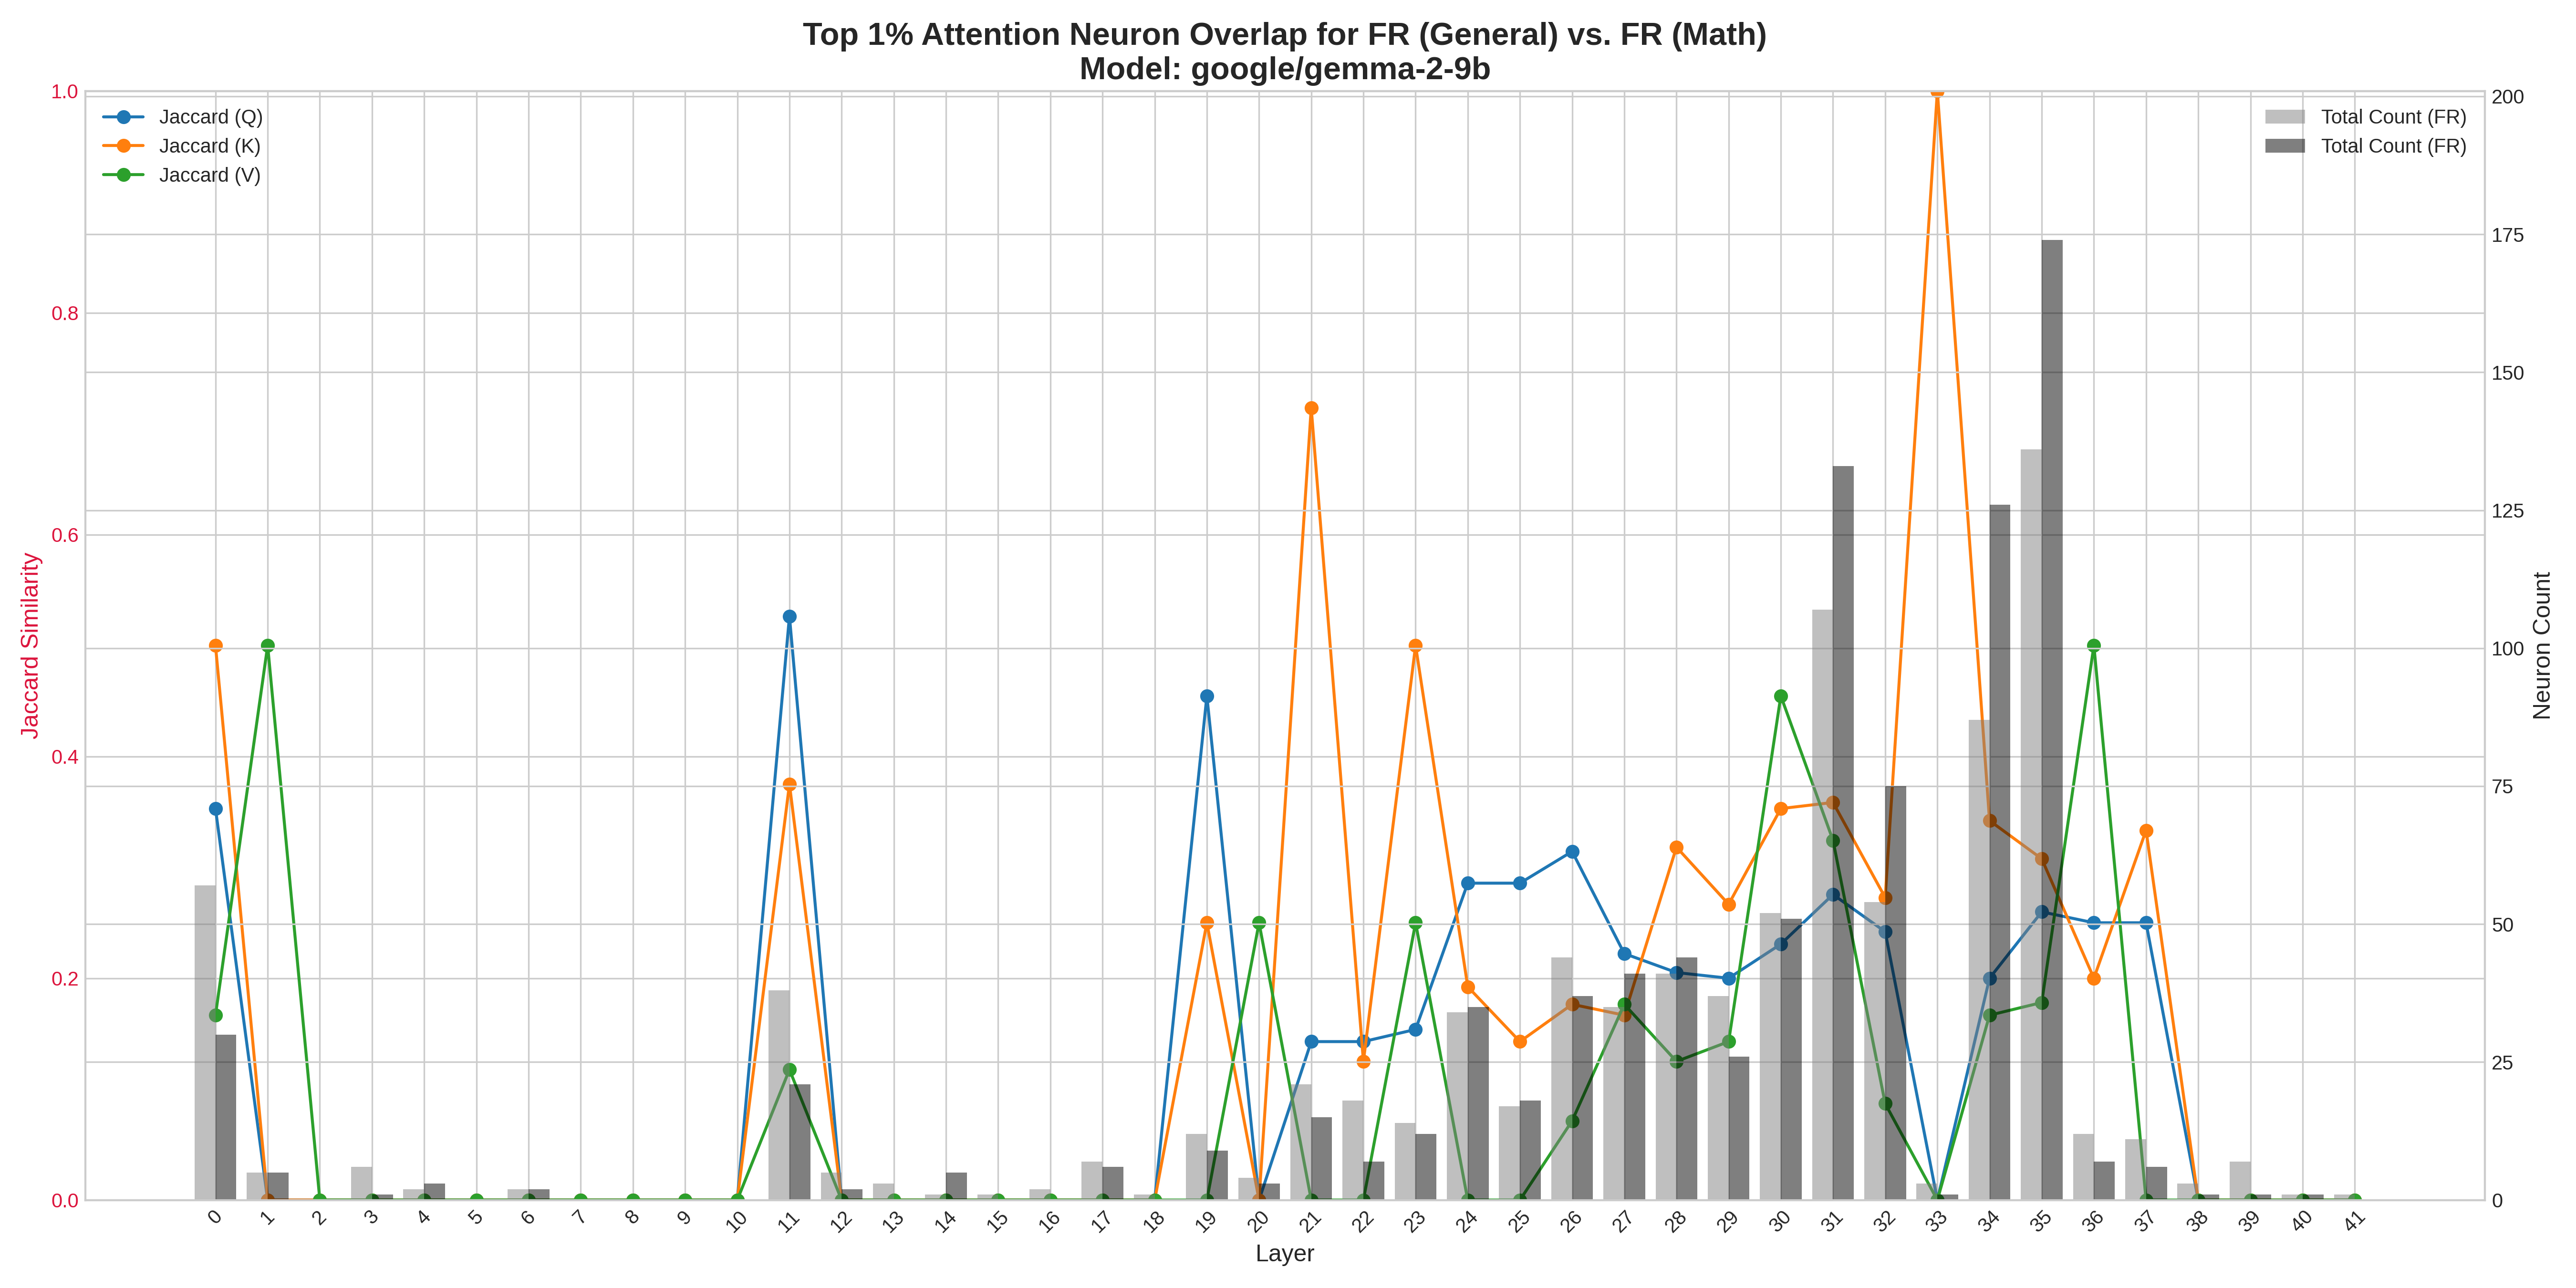 Top 1% Attention Neuron Overlap for FR (General) vs. FR (Math)
Model: google/gemma-2-9b
Jaccard (Q)
Jaccard (K)
Jaccard (V)
Total Count (FR)
Total Count (FR)
Jaccard Similarity
1.0
0.8
0.6
0.4
0.2
0.0
Neuron Count
200
175
150
125
100
75
50
25
0
0 1 2 3 4 5 6 7 8 9 10 11 12 13 14 15 16 17 18 19 20 21 22 23 24 25 26 27 28 29 30 31 32 33 34 35 36 37 38 39 40 41
Layer